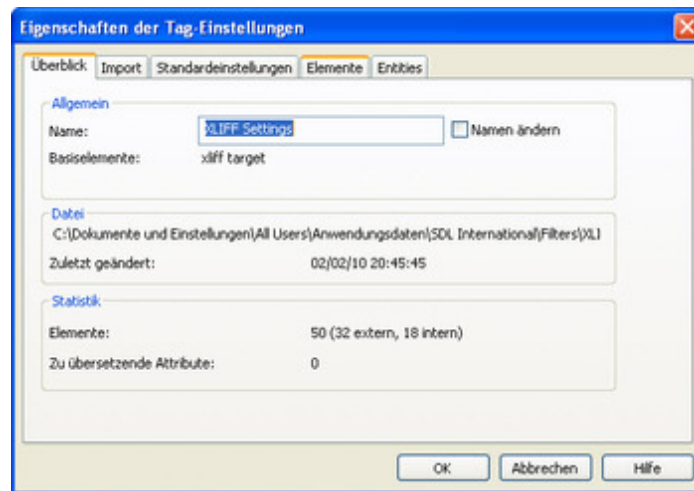 Eigenschaften der Tag-Einstellungen
Überblick Import Standardeinstellungen Elemente Entities
Allgemein
Name: XLIFF Settings Namen ändern
Basiselemente: xliff target
Datei
C:\Dokumente und Einstellungen\All Users\Anwendungsdaten\SDL International\Filters\XLI
Zuletzt geändert: 02/02/10 20:45:45
Statistik
Elemente: 50 (32 extern, 18 intern)
Zu übersetzende Attribute: 0
OK Abbrechen Hilfe